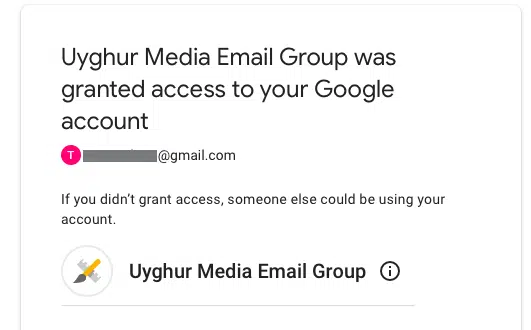 Uyghur Media Email Group was
granted access to your Google
account
T @gmail.com
If you didn’t grant access, someone else could be using your
account.
Uyghur Media Email Group